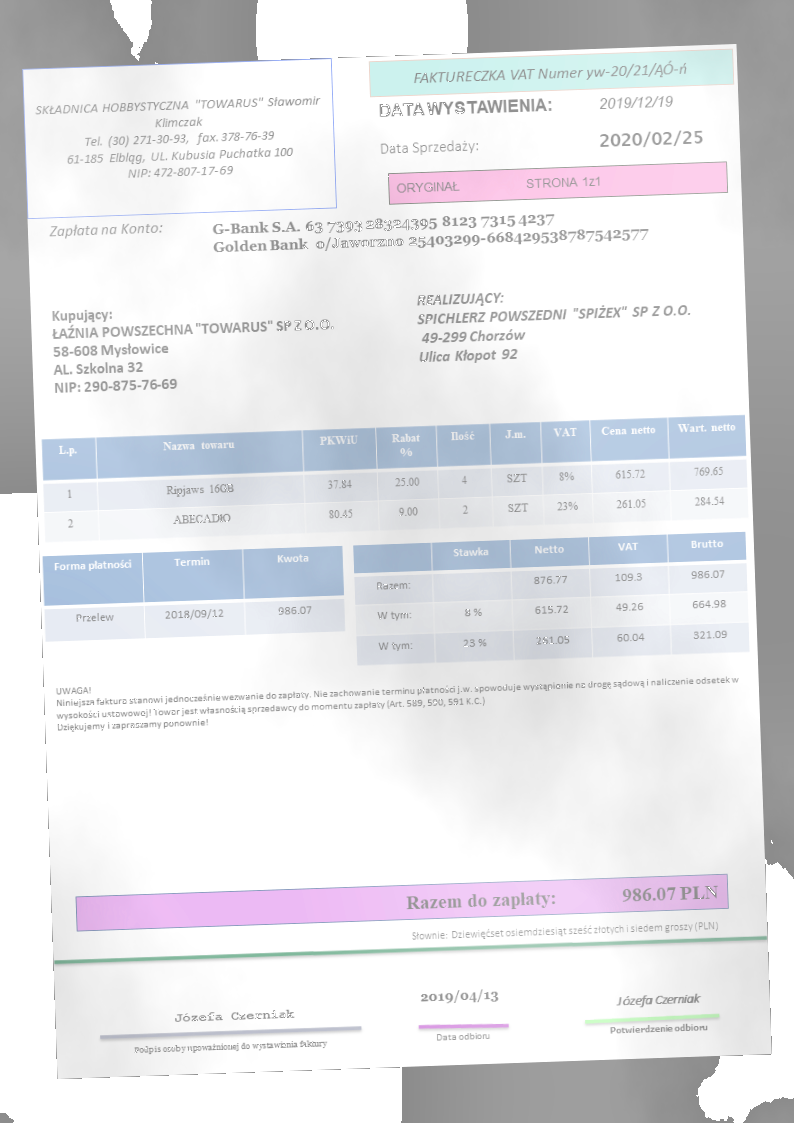 SKŁADNICA HOBBYSTYCZNA "TOWARUS" Sławomir
Klimczak
Tel. (30) 271-30-93, fax. 378-76-39
61-185 Elbląg, UL. Kubusia Puchatka 100
NIP: 472-807-17-69
FAKTURECZKA VAT Numer yw-20/21/ĄÓ-ń
DATA WYSTAWIENIA: 2019/12/19
Data Sprzedaży: 2020/02/25
ORYGINAŁ STRONA 1z1
Zapłata na Konto: G-Bank S.A. 63 7393 28324395 8123 7315 4237
Golden Bank o/Jaworzno 25403299-668429538787542577
Kupujący:
ŁAŹNIA POWSZECHNA "TOWARUS" SP Z O.O.
58-608 Mysłowice
AL. Szkolna 32
NIP: 290-875-76-69
REALIZUJĄCY:
SPICHLERZ POWSZEDNI "SPIŻEX" SP Z O.O.
49-299 Chorzów
Ulica Kłopot 92
L.p. Nazwa towaru PKWiU Rabat % Ilość J.m. VAT Cena netto Wart. netto
1 Ripjaws 16GB 37.84 25.00 4 SZT 8% 615.72 769.65
2 ABECADŁO 80.45 9.00 2 SZT 23% 261.05 284.54
Forma płatności Termin Kwota
Przelew 2018/09/12 986.07
Stawka Netto VAT Brutto
Razem: 876.77 109.3 986.07
W tym: 8 % 615.72 49.26 664.98
W tym: 23 % 261.05 60.04 321.09
UWAGA!
Niniejsza faktura stanowi jednocześnie wezwanie do zapłaty. Nie zachowanie terminu płatności j.w. spowoduje wystąpienie na drogę sądową i naliczenie odsetek w
wysokości ustawowej! Towar jest własnością sprzedawcy do momentu zapłaty (Art. 589, 590, 591 K.C.)
Dziękujemy i zapraszamy ponownie!
Razem do zapłaty: 986.07 PLN
Słownie: Dziewięćset osiemdziesiąt sześć złotych i siedem groszy (PLN)
Józefa Czerniak
Podpis osoby upoważnionej do wystawienia faktury
2019/04/13
Data odbioru
Józefa Czerniak
Potwierdzenie odbioru